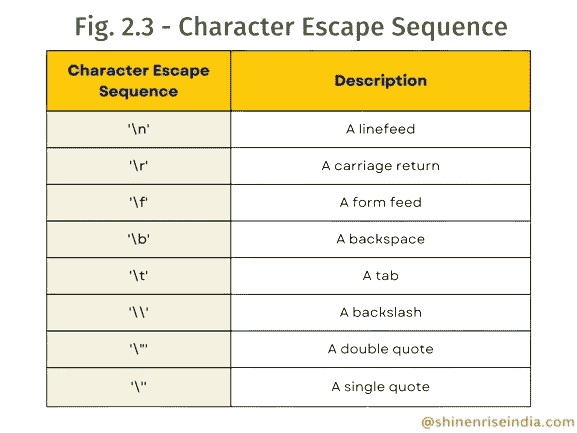 Fig. 2.3 - Character Escape Sequence
Character Escape
Sequence
Description
'\n' A linefeed
'\r' A carriage return
'\f' A form feed
'\b' A backspace
'\t' A tab
'\\' A backslash
'\"' A double quote
'\'' A single quote
@shinenriseindia.com